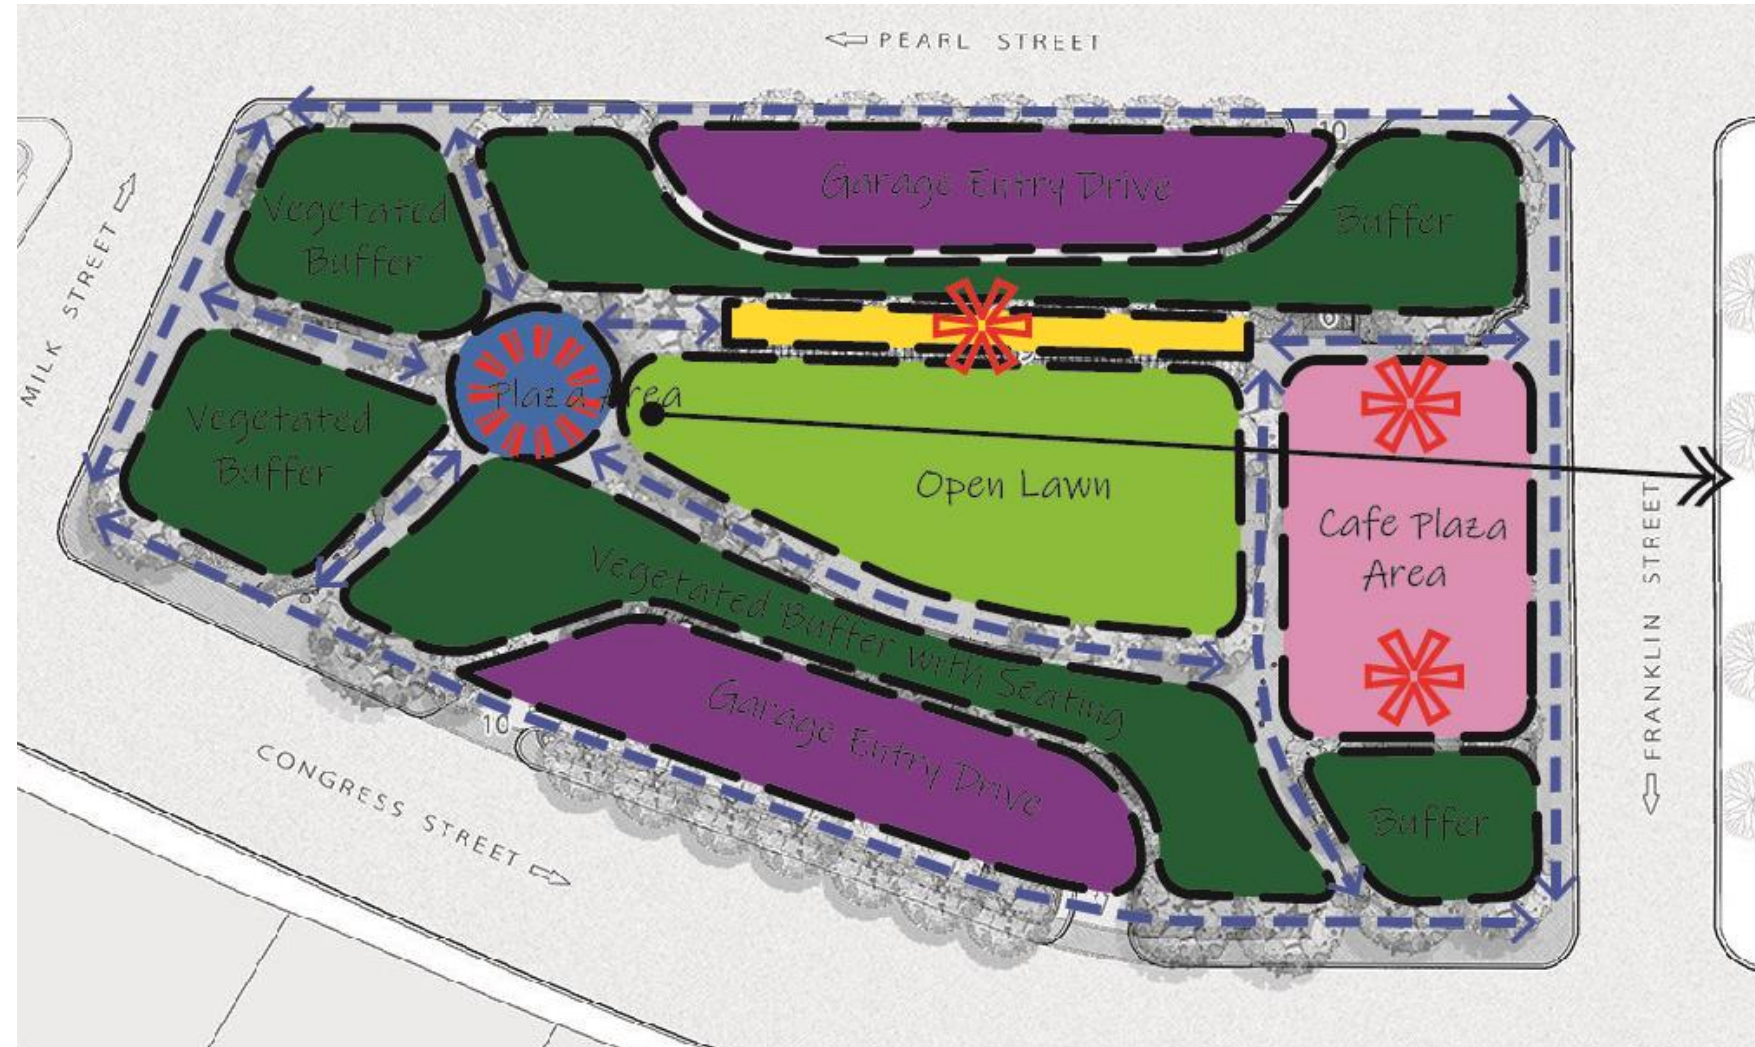 PEARL STREET
10
Garage Entry Drive
Vegetated
Buffer
Buffer
MILK STREET
6
Plaza Area
Vegetated
Buffer
Open Lawn
Cafe Plaza
Area
Vegetated Buffer with Seating
FRANKLIN STREET
Garage Entry Drive
10
CONGRESS STREET
Buffer